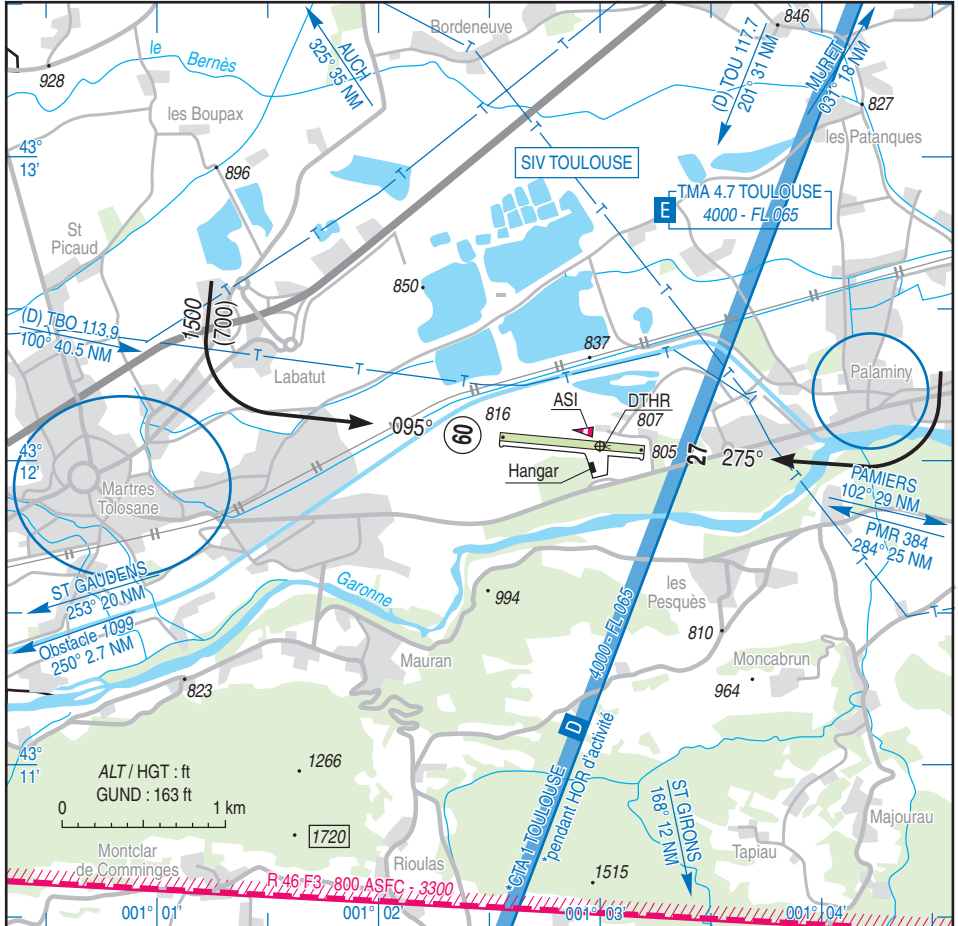 Bordeneuve
846
928
le
Bernès
AUCH
325° 35 NM
(D) TOU 117.7
201° 31 NM
MURET
031° 18 NM
827
les Boupax
les Patanques
43°
13'
896
SIV TOULOUSE
TMA 4.7 TOULOUSE
4000 - FL 065
E
St
Picaud
T
850
1500
(700)
(D) TBO 113.9
100° 40.5 NM
837
Labatut
Palaminy
816
ASI
DTHR
807
095°
09
805
27
275°
43°
12'
Hangar
Martres
Tolosane
PAMIERS
102° 29 NM
PMR 384
284° 25 NM
ST GAUDENS
253° 20 NM
Garonne
994
les
Pesquès
Obstacle 1099
250° 2.7 NM
810
4000 - FL 065
Mauran
Moncabrun
823
964
D
43°
11'
1266
ALT / HGT : ft
GUND : 163 ft
0 1 km
*CTA 1 TOULOUSE
*pendant HOR d'activité
ST GIRONS
168° 12 NM
1720
Majourau
Montclar
de Comminges
Rioulas
Tapiau
1515
R 46 F3 800 ASFC - 3300
001° 01'
001° 02'
001° 03'
001° 04'